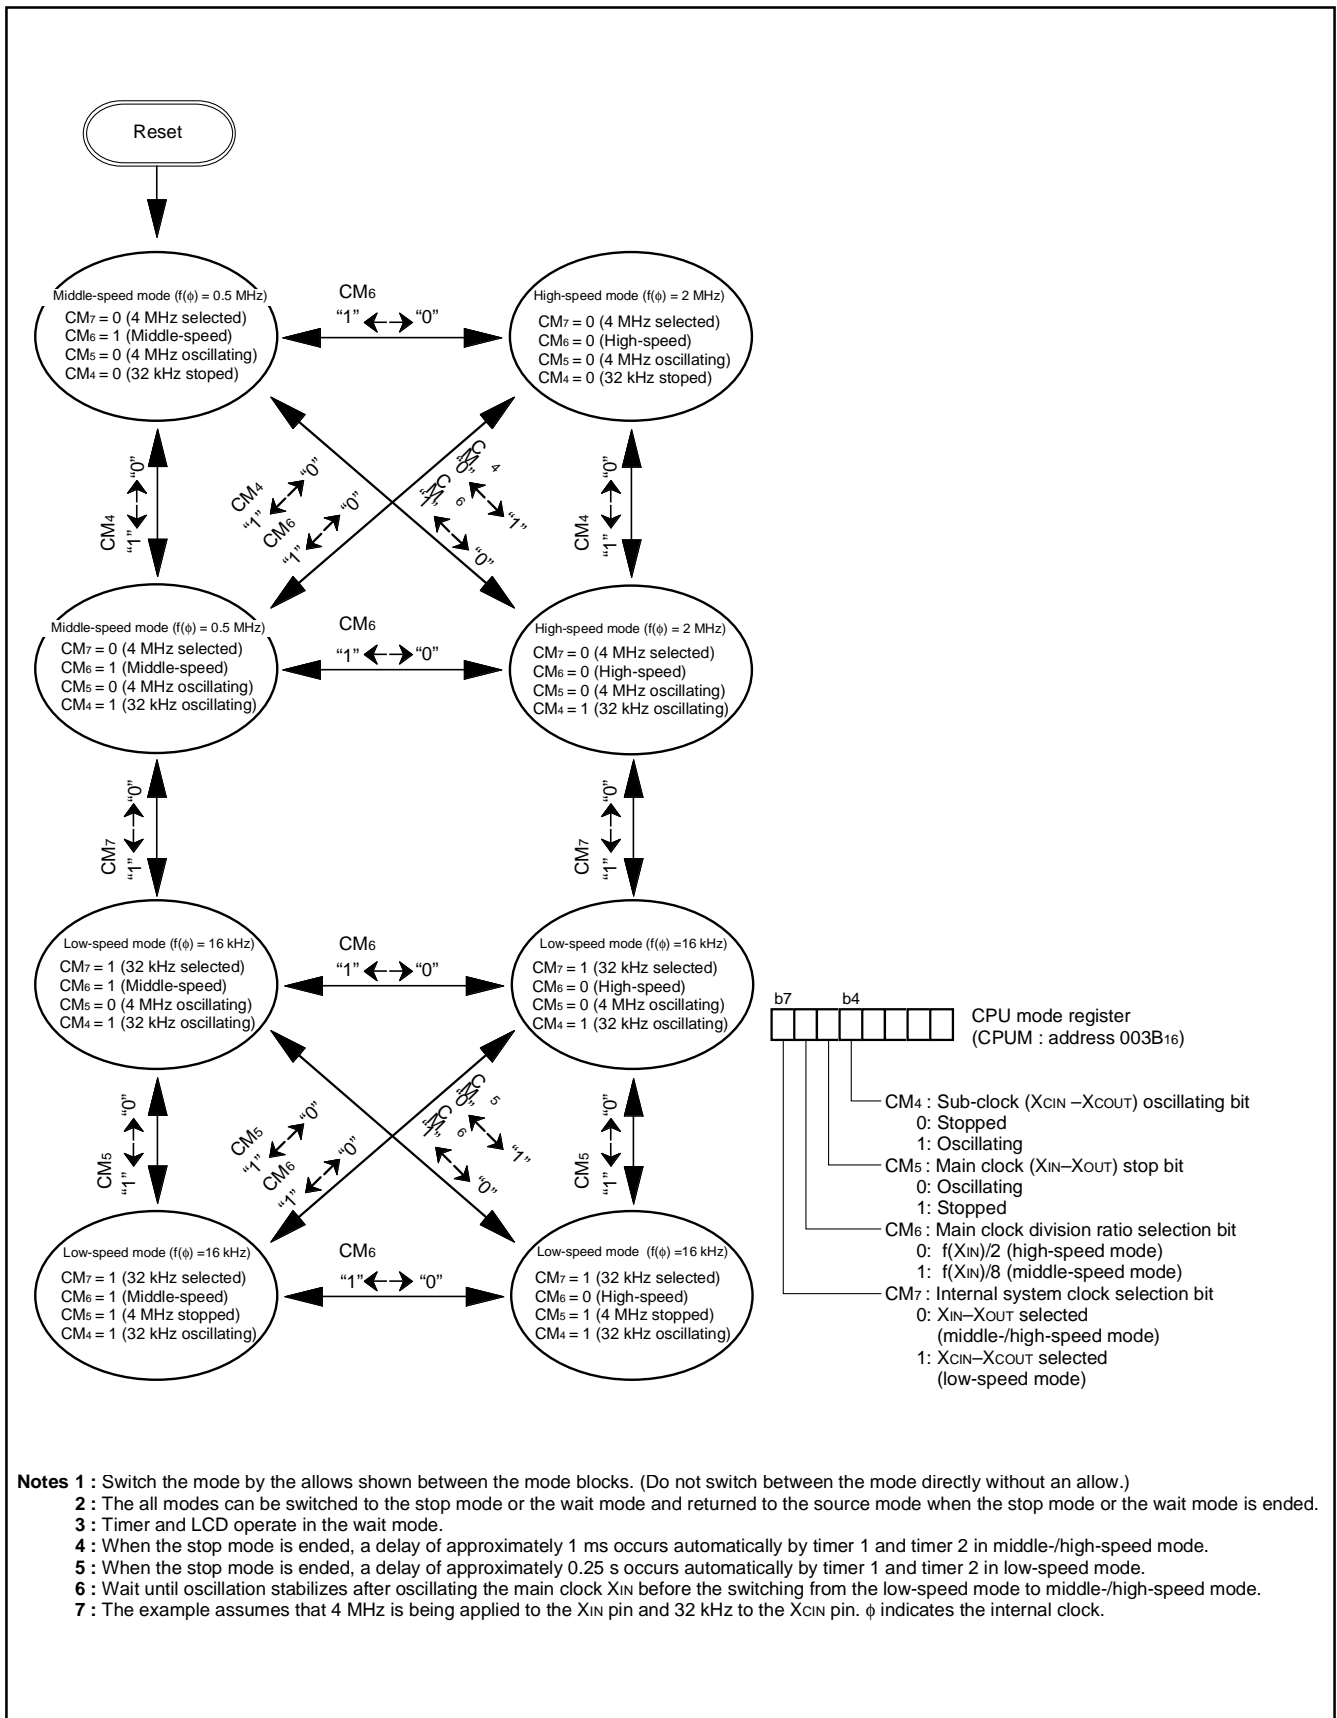 Reset
Middle-speed mode (f(ϕ) = 0.5 MHz)
CM7 = 0 (4 MHz selected)
CM6 = 1 (Middle-speed)
CM5 = 0 (4 MHz oscillating)
CM4 = 0 (32 kHz stoped)
CM6
“1” “0”
High-speed mode (f(ϕ) = 2 MHz)
CM7 = 0 (4 MHz selected)
CM6 = 0 (High-speed)
CM5 = 0 (4 MHz oscillating)
CM4 = 0 (32 kHz stoped)
CM4
“1” “0”
CM4
“1” “0”
CM6
“1” “0”
CM4
“0” “1”
CM6
“1” “0”
CM4
“1” “0”
Middle-speed mode (f(ϕ) = 0.5 MHz)
CM7 = 0 (4 MHz selected)
CM6 = 1 (Middle-speed)
CM5 = 0 (4 MHz oscillating)
CM4 = 1 (32 kHz oscillating)
CM6
“1” “0”
High-speed mode (f(ϕ) = 2 MHz)
CM7 = 0 (4 MHz selected)
CM6 = 0 (High-speed)
CM5 = 0 (4 MHz oscillating)
CM4 = 1 (32 kHz oscillating)
CM7
“1” “0”
CM7
“1” “0”
Low-speed mode (f(ϕ) = 16 kHz)
CM7 = 1 (32 kHz selected)
CM6 = 1 (Middle-speed)
CM5 = 0 (4 MHz oscillating)
CM4 = 1 (32 kHz oscillating)
CM6
“1” “0”
Low-speed mode (f(ϕ) =16 kHz)
CM7 = 1 (32 kHz selected)
CM6 = 0 (High-speed)
CM5 = 0 (4 MHz oscillating)
CM4 = 1 (32 kHz oscillating)
CM5
“1” “0”
CM5
“1” “0”
CM6
“1” “0”
CM5
“0” “1”
CM6
“1” “0”
CM5
“1” “0”
Low-speed mode (f(ϕ) =16 kHz)
CM7 = 1 (32 kHz selected)
CM6 = 1 (Middle-speed)
CM5 = 1 (4 MHz stopped)
CM4 = 1 (32 kHz oscillating)
CM6
“1” “0”
Low-speed mode (f(ϕ) =16 kHz)
CM7 = 1 (32 kHz selected)
CM6 = 0 (High-speed)
CM5 = 1 (4 MHz stopped)
CM4 = 1 (32 kHz oscillating)
b7 b4
CPU mode register
(CPUM : address 003B16)
CM4 : Sub-clock (XCIN –XCOUT) oscillating bit
0: Stopped
1: Oscillating
CM5 : Main clock (XIN–XOUT) stop bit
0: Oscillating
1: Stopped
CM6 : Main clock division ratio selection bit
0: f(XIN)/2 (high-speed mode)
1: f(XIN)/8 (middle-speed mode)
CM7 : Internal system clock selection bit
0: XIN–XOUT selected
(middle-/high-speed mode)
1: XCIN–XCOUT selected
(low-speed mode)
Notes 1 : Switch the mode by the allows shown between the mode blocks. (Do not switch between the mode directly without an allow.)
2 : The all modes can be switched to the stop mode or the wait mode and returned to the source mode when the stop mode or the wait mode is ended.
3 : Timer and LCD operate in the wait mode.
4 : When the stop mode is ended, a delay of approximately 1 ms occurs automatically by timer 1 and timer 2 in middle-/high-speed mode.
5 : When the stop mode is ended, a delay of approximately 0.25 s occurs automatically by timer 1 and timer 2 in low-speed mode.
6 : Wait until oscillation stabilizes after oscillating the main clock XIN before the switching from the low-speed mode to middle-/high-speed mode.
7 : The example assumes that 4 MHz is being applied to the XIN pin and 32 kHz to the XCIN pin. ϕ indicates the internal clock.